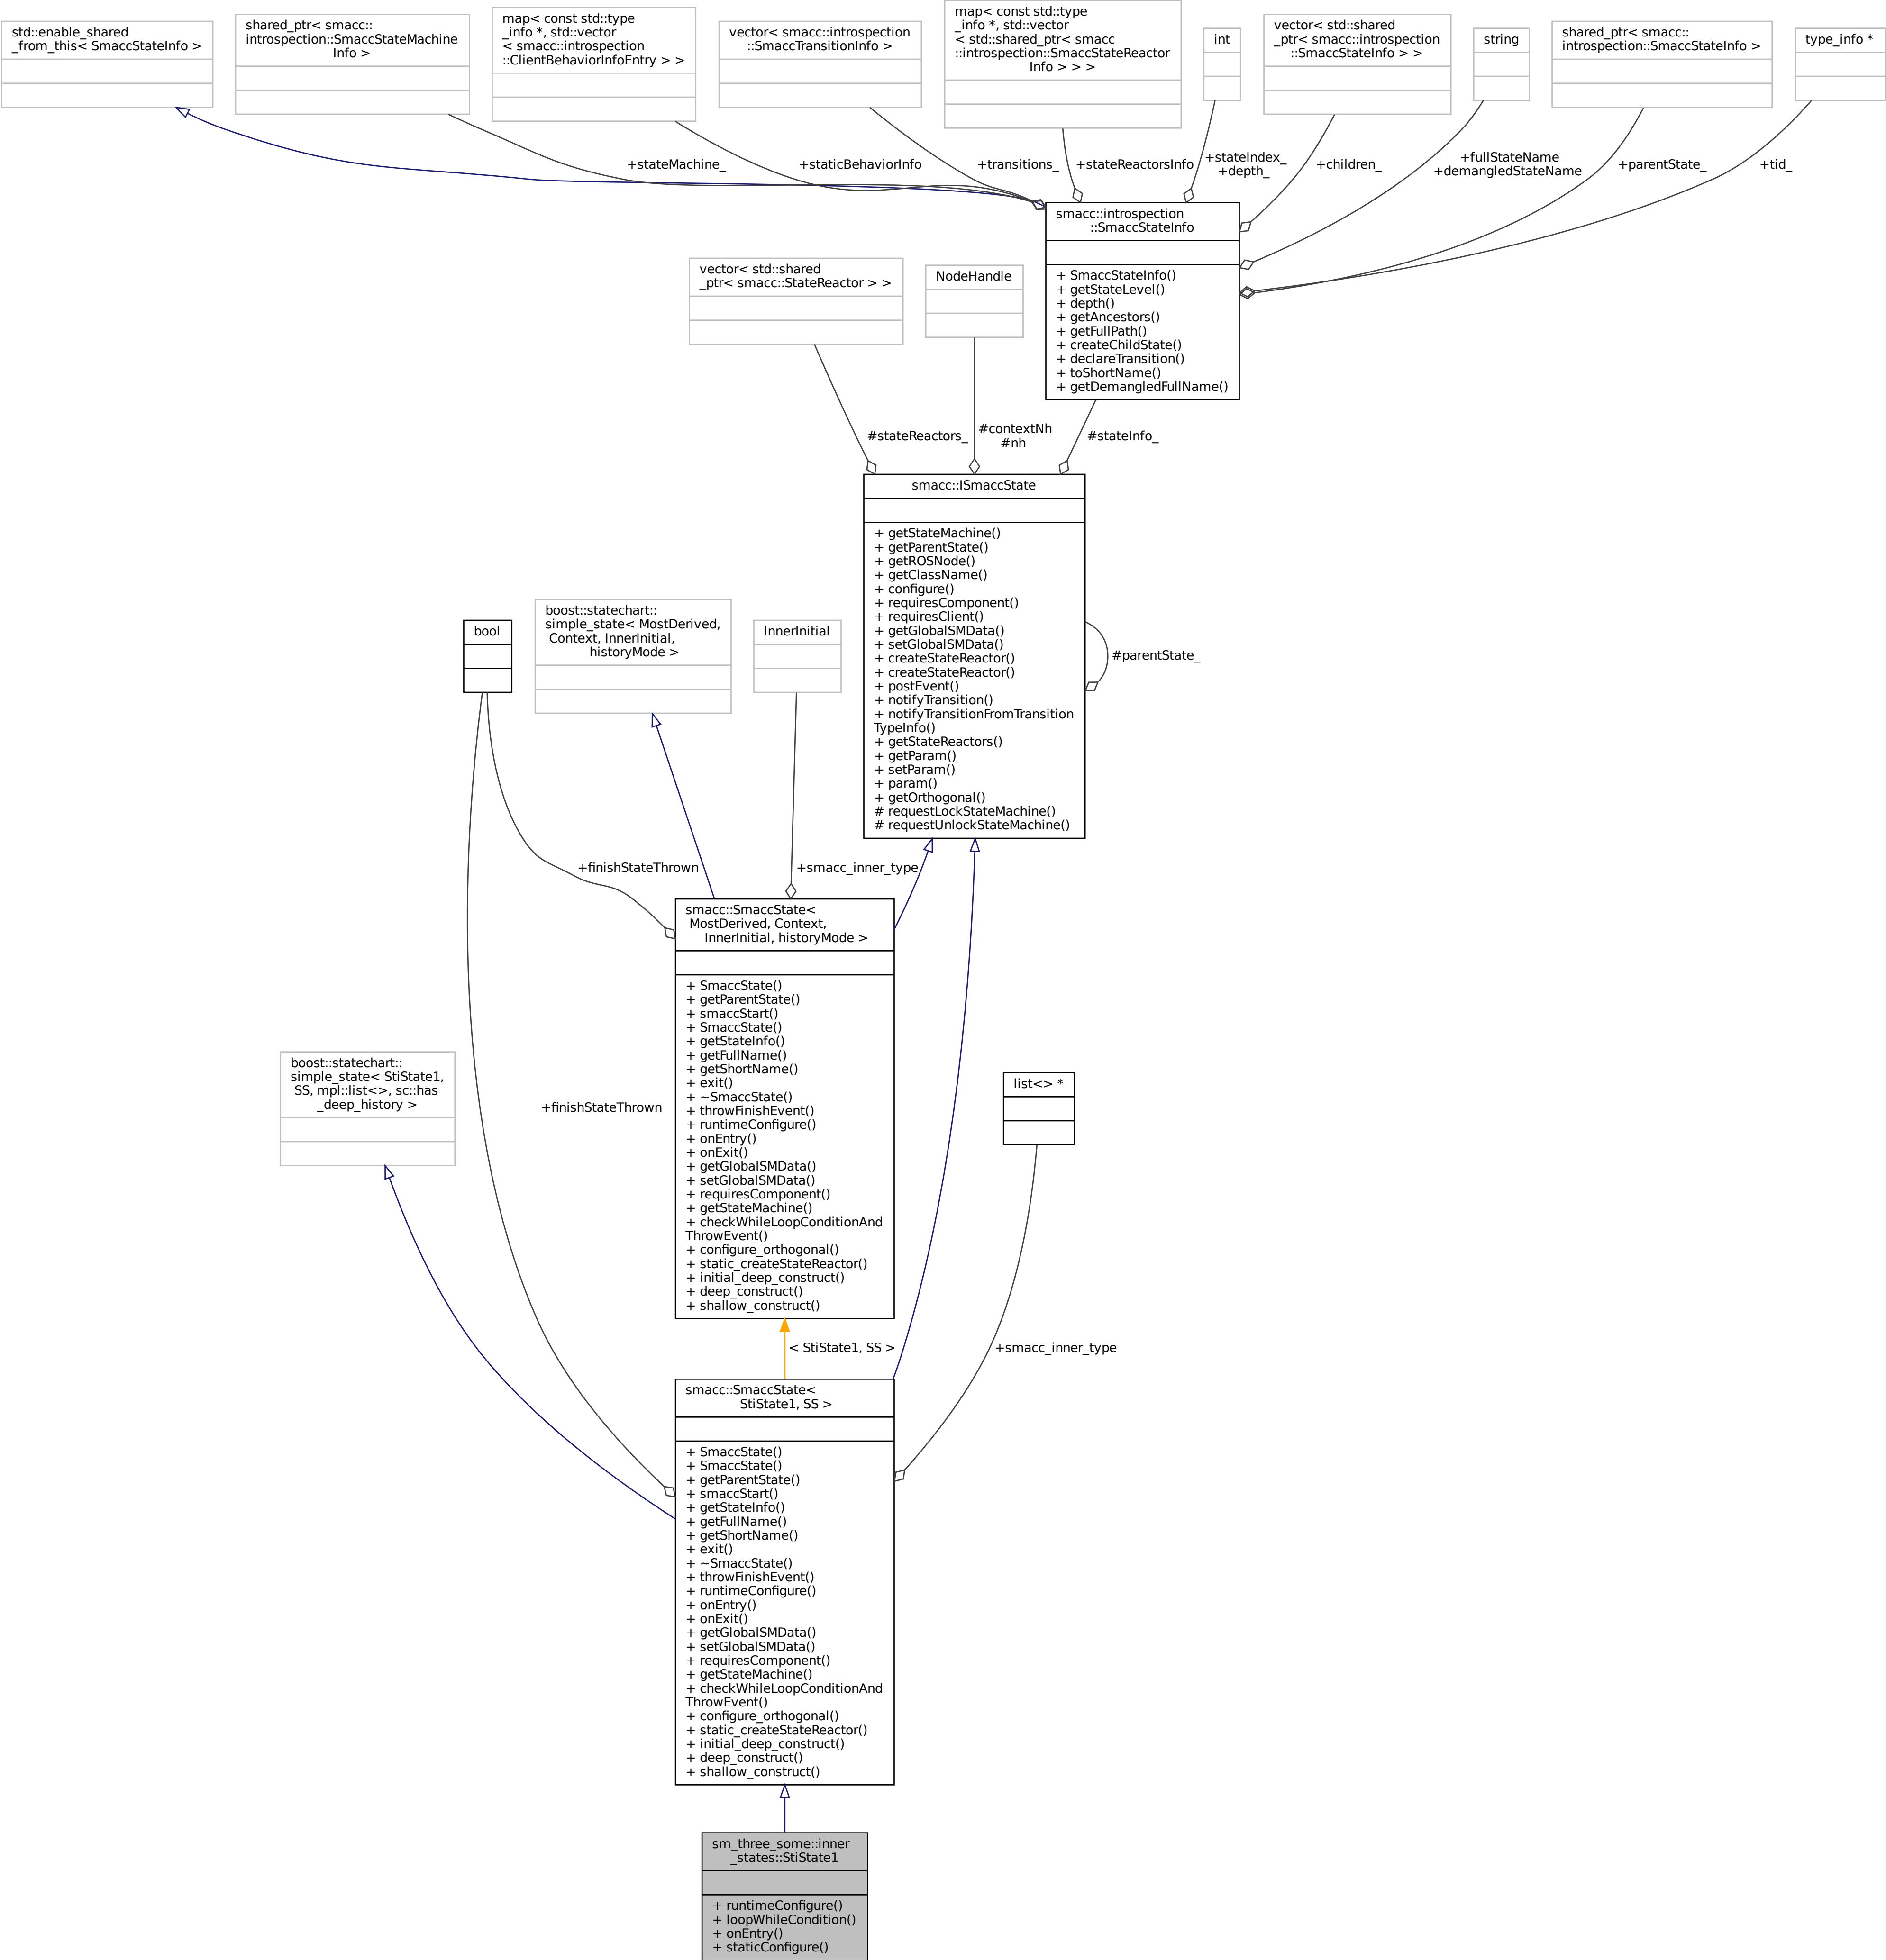 std::enable_shared
_from_this< SmaccStateInfo >
shared_ptr< smacc::
introspection::SmaccStateMachine
Info >
map< const std::type
_info *, std::vector
< smacc::introspection
::ClientBehaviorInfoEntry > >
vector< smacc::introspection
::SmaccTransitionInfo >
map< const std::type
_info *, std::vector
< std::shared_ptr< smacc
::introspection::SmaccStateReactor
Info > > >
int
vector< std::shared
_ptr< smacc::introspection
::SmaccStateInfo > >
string
shared_ptr< smacc::
introspection::SmaccStateInfo >
type_info *
+stateMachine_
+staticBehaviorInfo
+transitions_
+stateReactorsInfo
+stateIndex_
+depth_
+children_
+fullStateName
+demangledStateName
+parentState_
+tid_
smacc::introspection
::SmaccStateInfo
+ SmaccStateInfo()
+ getStateLevel()
+ depth()
+ getAncestors()
+ getFullPath()
+ createChildState()
+ declareTransition()
+ toShortName()
+ getDemangledFullName()
vector< std::shared
_ptr< smacc::StateReactor > >
NodeHandle
#stateReactors_
#contextNh
#nh
#stateInfo_
smacc::ISmaccState
+ getStateMachine()
+ getParentState()
+ getROSNode()
+ getClassName()
+ configure()
+ requiresComponent()
+ requiresClient()
+ getGlobalSMData()
+ setGlobalSMData()
+ createStateReactor()
+ createStateReactor()
+ postEvent()
+ notifyTransition()
+ notifyTransitionFromTransition
TypeInfo()
+ getStateReactors()
+ getParam()
+ setParam()
+ param()
+ getOrthogonal()
# requestLockStateMachine()
# requestUnlockStateMachine()
#parentState_
bool
boost::statechart::
simple_state< MostDerived,
Context, InnerInitial,
historyMode >
InnerInitial
+finishStateThrown
+smacc_inner_type
smacc::SmaccState<
MostDerived, Context,
InnerInitial, historyMode >
+ SmaccState()
+ getParentState()
+ smaccStart()
+ SmaccState()
+ getStateInfo()
+ getFullName()
+ getShortName()
+ exit()
+ ~SmaccState()
+ throwFinishEvent()
+ runtimeConfigure()
+ onEntry()
+ onExit()
+ getGlobalSMData()
+ setGlobalSMData()
+ requiresComponent()
+ getStateMachine()
+ checkWhileLoopConditionAnd
ThrowEvent()
+ configure_orthogonal()
+ static_createStateReactor()
+ initial_deep_construct()
+ deep_construct()
+ shallow_construct()
boost::statechart::
simple_state< StiState1,
SS, mpl::list<>, sc::has
_deep_history >
+finishStateThrown
list<> *
< StiState1, SS >
+smacc_inner_type
smacc::SmaccState<
StiState1, SS >
+ SmaccState()
+ SmaccState()
+ getParentState()
+ smaccStart()
+ getStateInfo()
+ getFullName()
+ getShortName()
+ exit()
+ ~SmaccState()
+ throwFinishEvent()
+ runtimeConfigure()
+ onEntry()
+ onExit()
+ getGlobalSMData()
+ setGlobalSMData()
+ requiresComponent()
+ getStateMachine()
+ checkWhileLoopConditionAnd
ThrowEvent()
+ configure_orthogonal()
+ static_createStateReactor()
+ initial_deep_construct()
+ deep_construct()
+ shallow_construct()
sm_three_some::inner
_states::StiState1
+ runtimeConfigure()
+ loopWhileCondition()
+ onEntry()
+ staticConfigure()